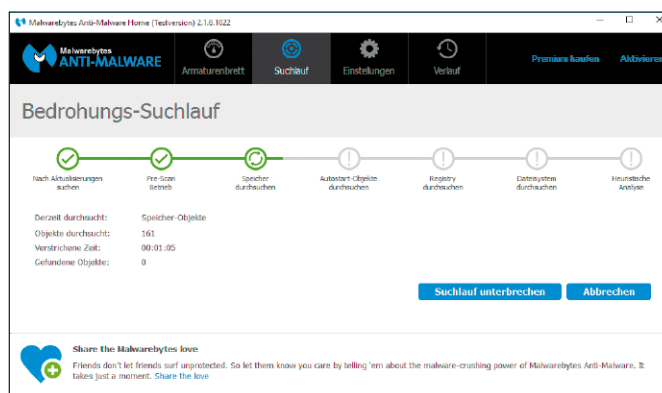 Malwarebytes Anti-Malware Home (Testversion) 2.1.6.1022
Malwarebytes
ANTI-MALWARE
Armaturenbrett
Suchlauf
Einstellungen
Verlauf
Premium kaufen
Aktivieren
Bedrohungs-Suchlauf
Nach Aktualisierungen
suchen
Pre-Scan
Betrieb
Speicher
durchsuchen
Autostart-Objekte
durchsuchen
Registry
durchsuchen
Dateisystem
durchsuchen
Heuristische
Analyse
Derzeit durchsucht: Speicher-Objekte
Objekte durchsucht: 161
Verstrichene Zeit: 00:01:05
Gefundene Objekte: 0
Suchlauf unterbrechen
Abbrechen
Share the Malwarebytes love
Friends don't let friends surf unprotected. So let them know you care by telling 'em about the malware-crushing power of Malwarebytes Anti-Malware. It
takes just a moment. Share the love